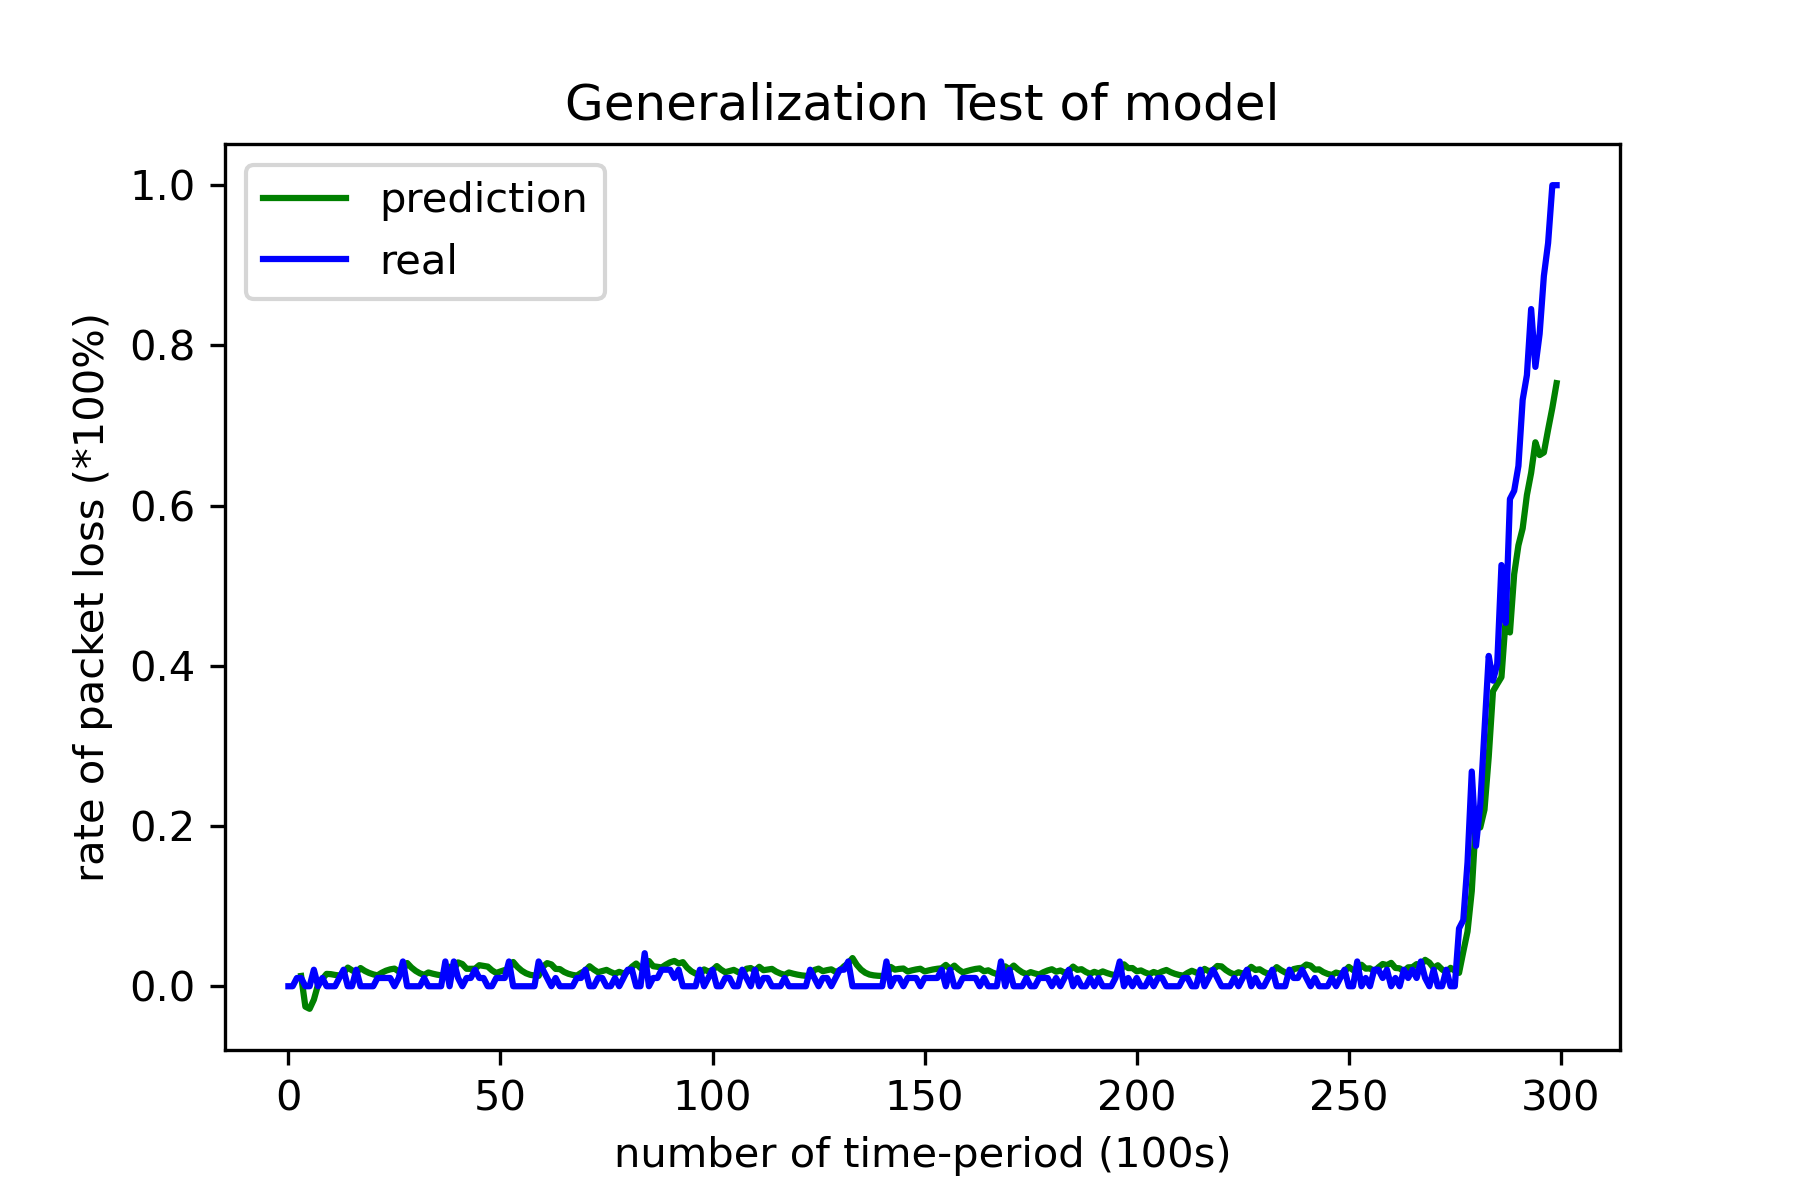 Generalization Test of model
prediction
real
rate of packet loss (*100%)
1.0
0.8
0.6
0.4
0.2
0.0
0 50 100 150 200 250 300
number of time-period (100s)